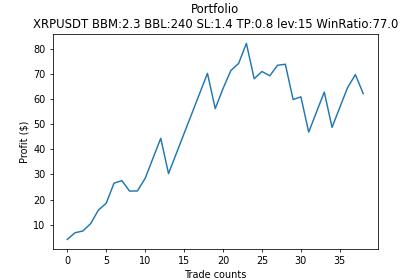 Portfolio
XRPUSDT BBM:2.3 BBL:240 SL:1.4 TP:0.8 lev:15 WinRatio:77.0
80
70
60
50
40
30
20
10
Profit ($)
0 5 10 15 20 25 30 35
Trade counts